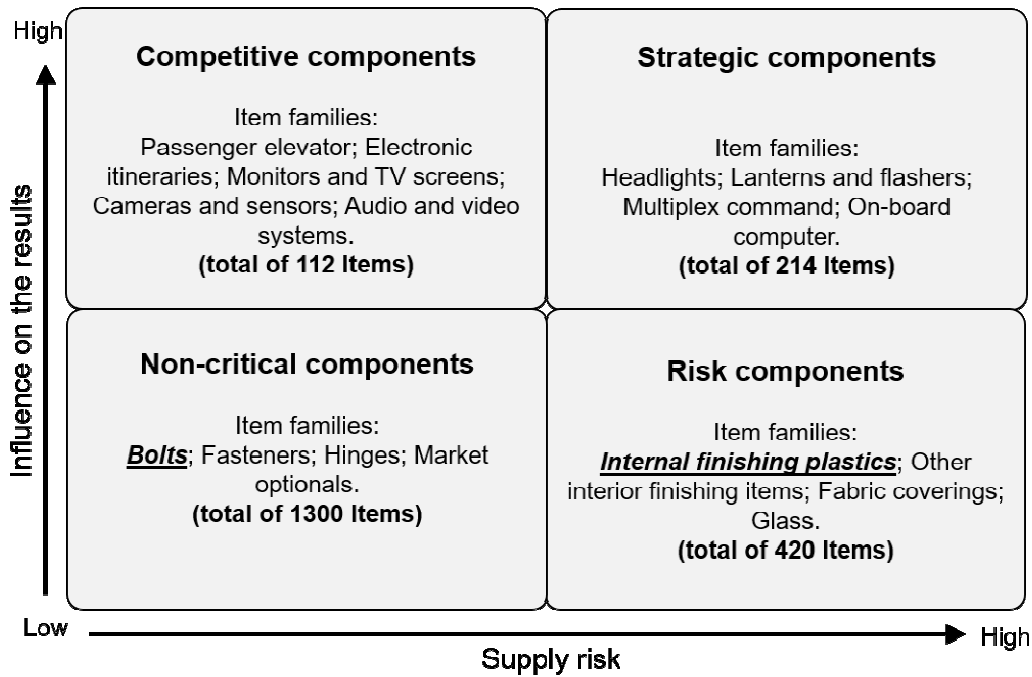 High
Competitive components
Item families:
Passenger elevator; Electronic
itineraries; Monitors and TV screens;
Cameras and sensors; Audio and video
systems.
(total of 112 Items)
Strategic components
Item families:
Headlights; Lanterns and flashers;
Multiplex command; On-board
computer.
(total of 214 Items)
Influence on the results
Non-critical components
Item families:
Bolts; Fasteners; Hinges; Market
optionals.
(total of 1300 Items)
Risk components
Item families:
Internal finishing plastics; Other
interior finishing items; Fabric coverings;
Glass.
(total of 420 Items)
Low
High
Supply risk